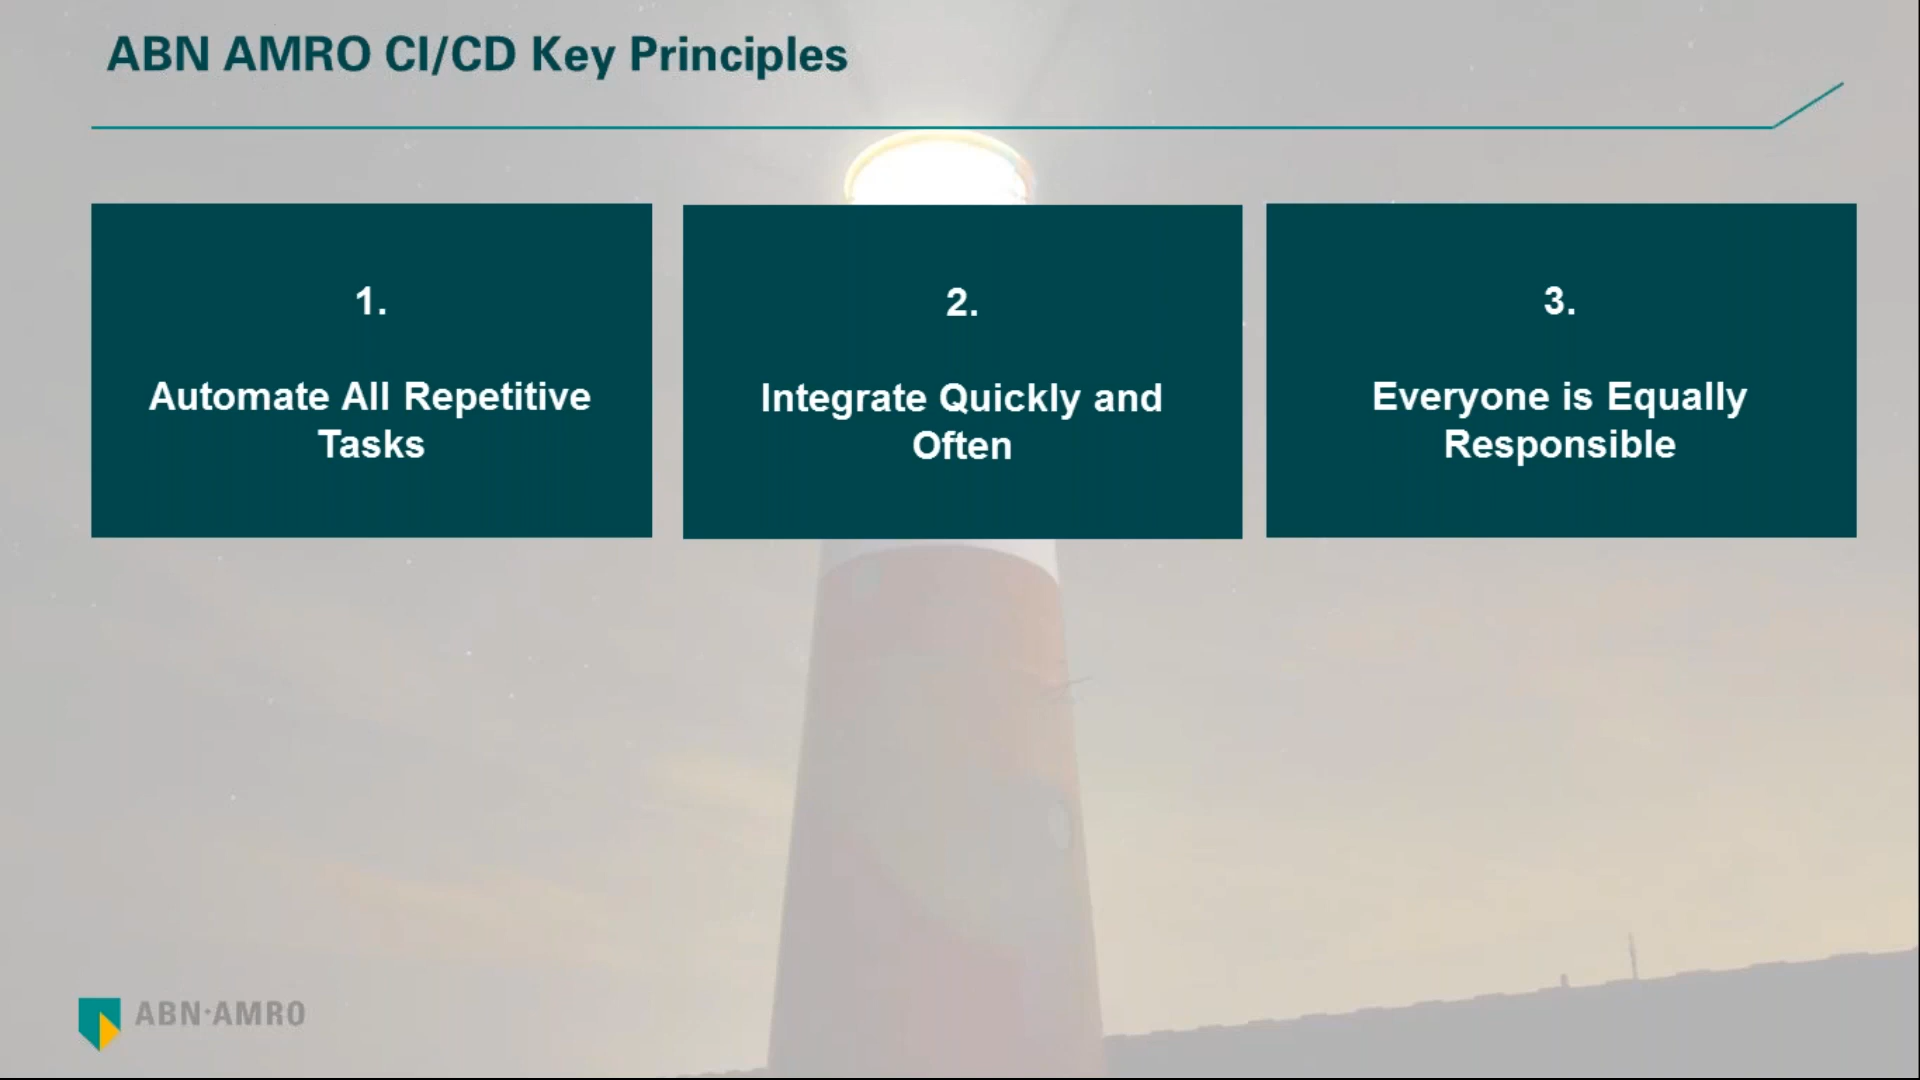 ABN AMRO CI/CD Key Principles
1.
Automate All Repetitive
Tasks
2.
Integrate Quickly and
Often
3.
Everyone is Equally
Responsible
ABN·AMRO